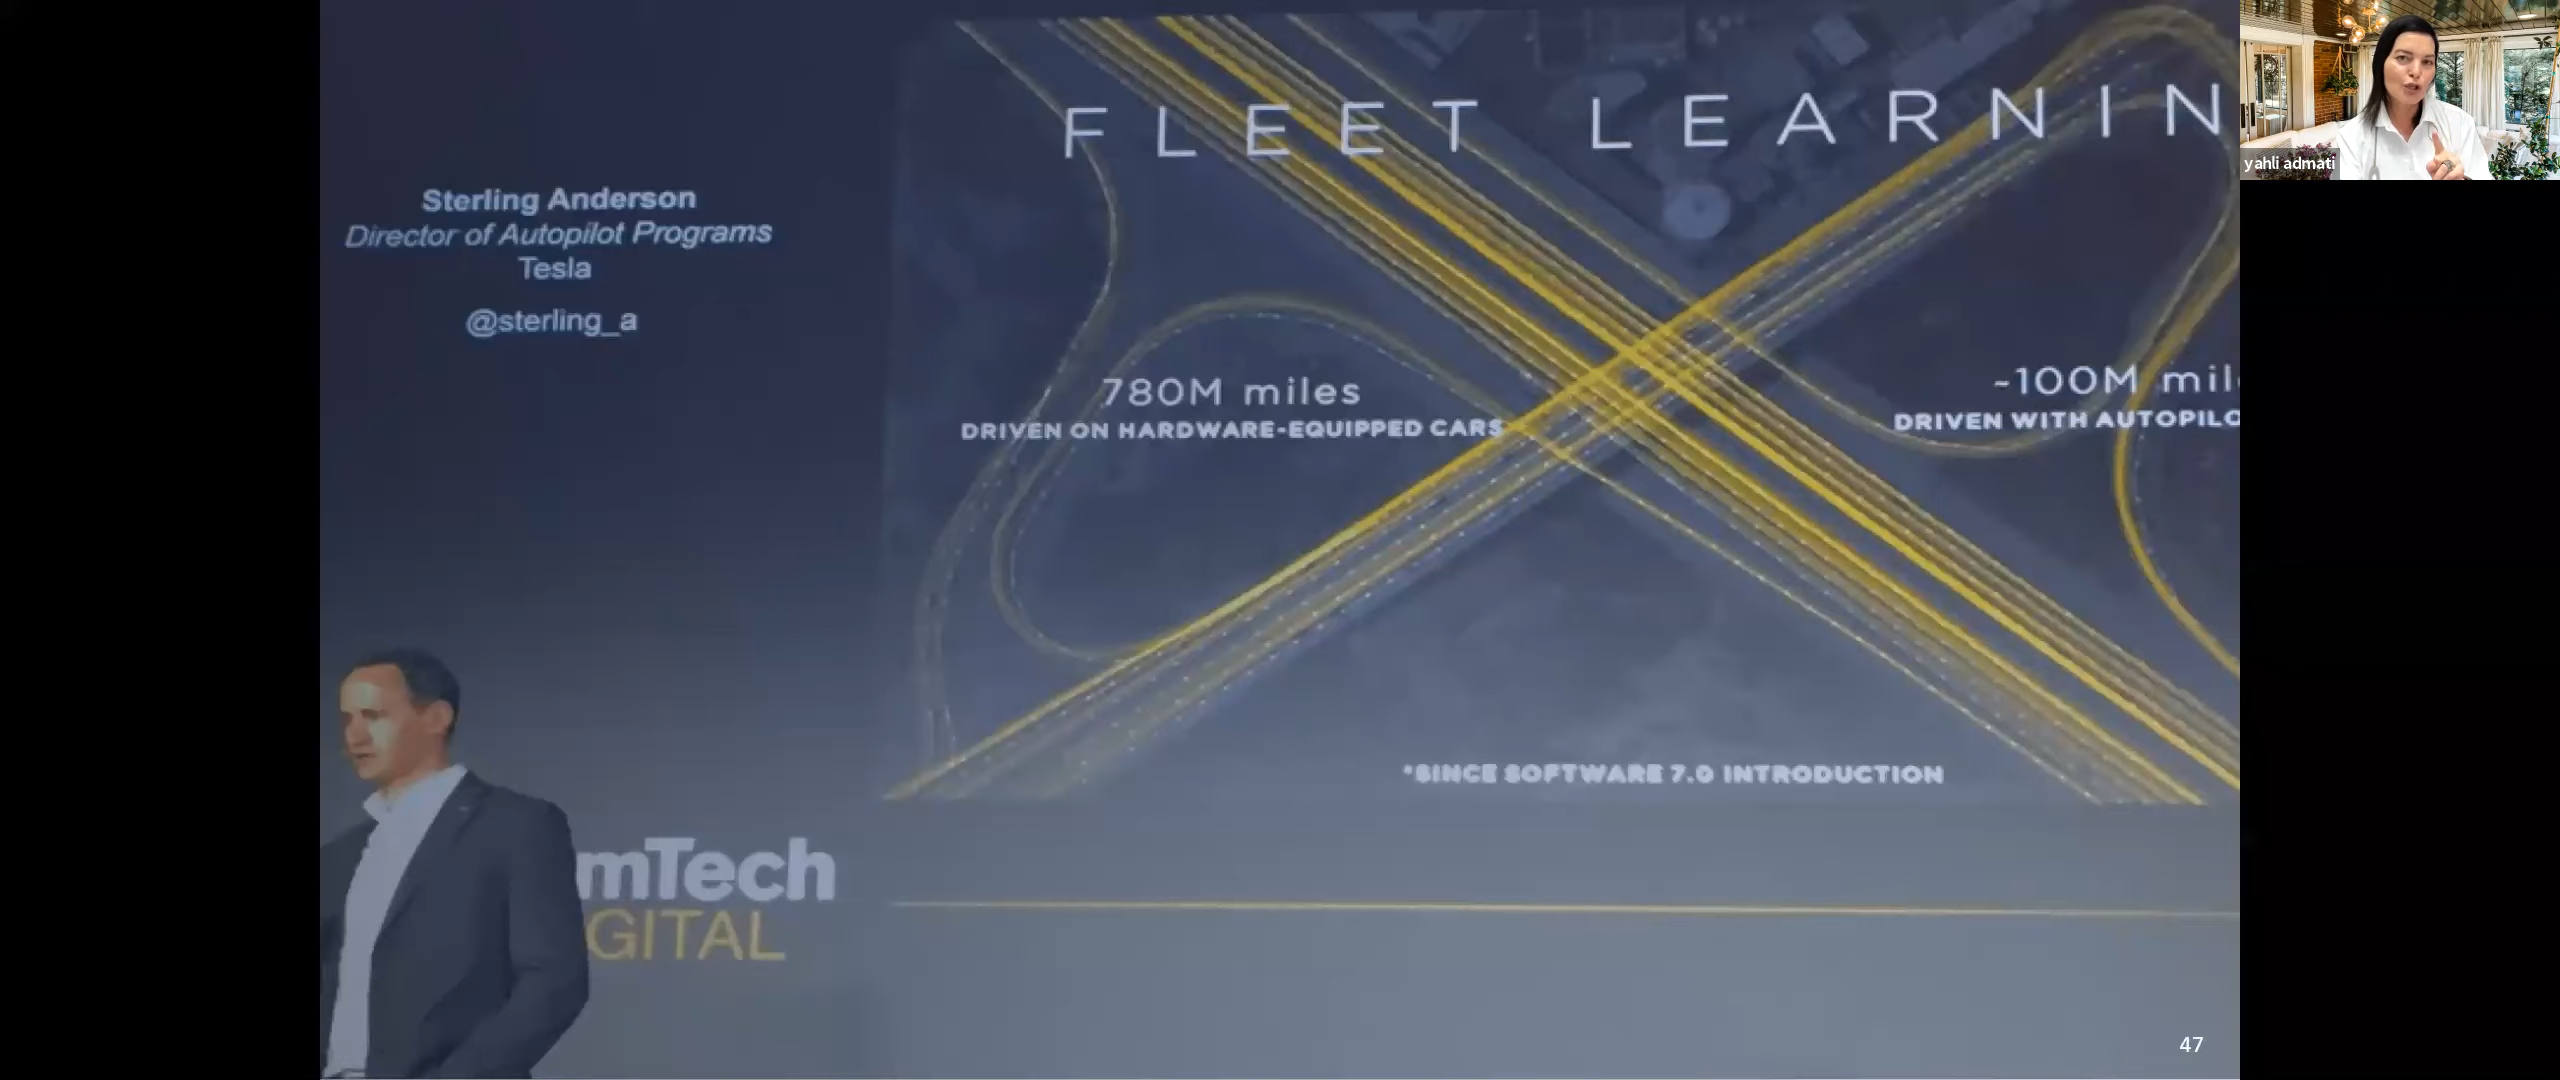 FLEET LEARNIN
Sterling Anderson
Director of Autopilot Programs
Tesla
@sterling_a
780M miles
DRIVEN ON HARDWARE-EQUIPPED CARS
~100M mil
DRIVEN WITH AUTOPILO
*SINCE SOFTWARE 7.0 INTRODUCTION
mTech
GITAL
47
yahli admati